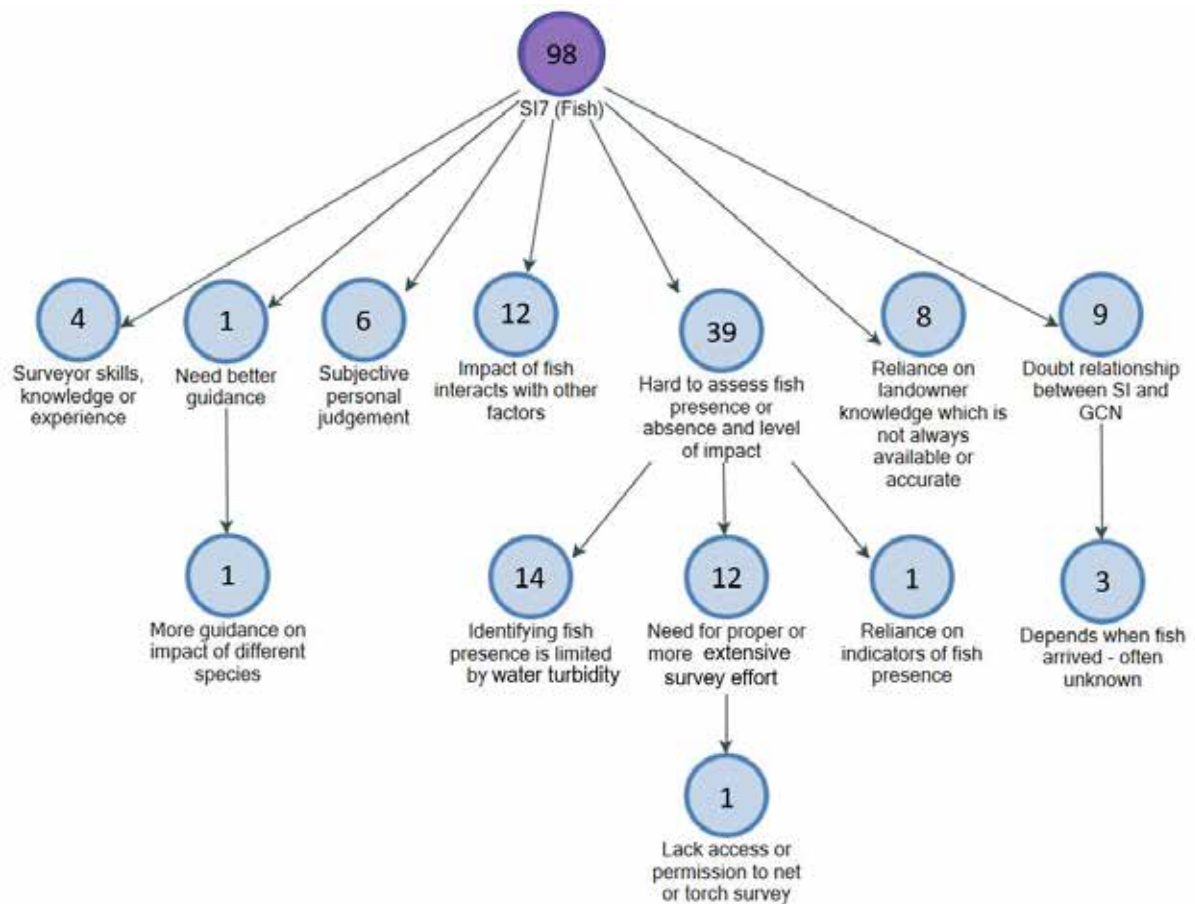 98
SI7 (Fish)
4
Surveyor skills,
knowledge or
experience
1
Need better
guidance
6
Subjective
personal
judgement
12
Impact of fish
interacts with other
factors
39
Hard to assess fish
presence or
absence and level
of impact
8
Reliance on
landowner
knowledge which is
not always
available or
accurate
9
Doubt relationship
between SI and
GCN
1
More guidance on
impact of different
species
14
Identifying fish
presence is limited
by water turbidity
12
Need for proper or
more extensive
survey effort
1
Reliance on
indicators of fish
presence
3
Depends when fish
arrived - often
unknown
1
Lack access or
permission to net
or torch survey